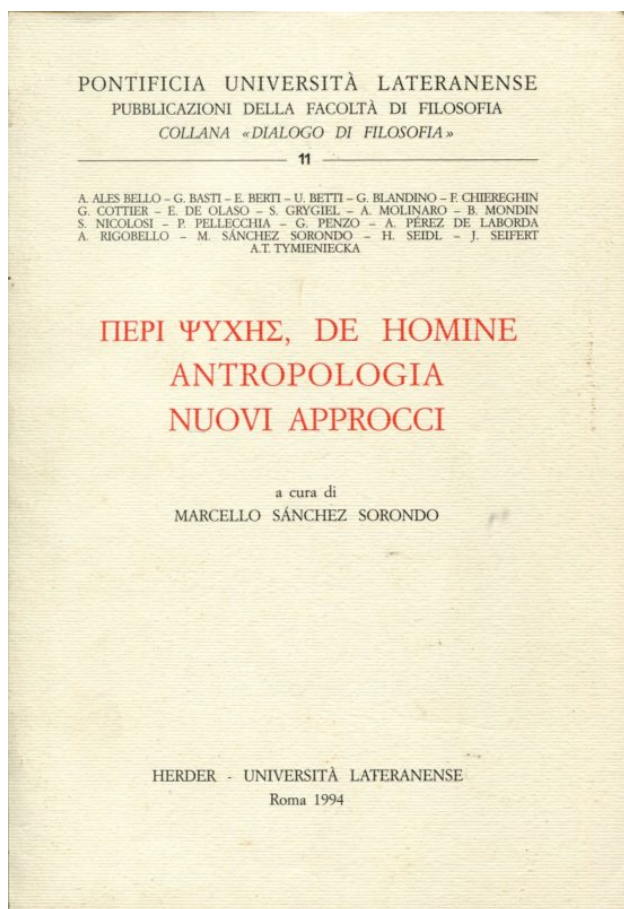 PONTIFICIA UNIVERSITÀ LATERANENSE
PUBBLICAZIONI DELLA FACOLTÀ DI FILOSOFIA
COLLANA «DIALOGO DI FILOSOFIA»
11
A. ALES BELLO – G. BASTI – E. BERTI – U. BETTI – G. BLANDINO – F. CHIEREGHIN
G. COTTIER – E. DE OLASO – S. GRYGIEL – A. MOLINARO – B. MONDIN
S. NICOLOSI – P. PELLECCHIA – G. PENZO – A. PÉREZ DE LABORDA
A. RIGOBELLO – M. SÁNCHEZ SORONDO – H. SEIDL – J. SEIFERT
A.T. TYMIENIECKA
ΠΕΡΙ ΨΥΧΗΣ, DE HOMINE
ANTROPOLOGIA
NUOVI APPROCCI
a cura di
MARCELLO SÁNCHEZ SORONDO
HERDER - UNIVERSITÀ LATERANENSE
Roma 1994